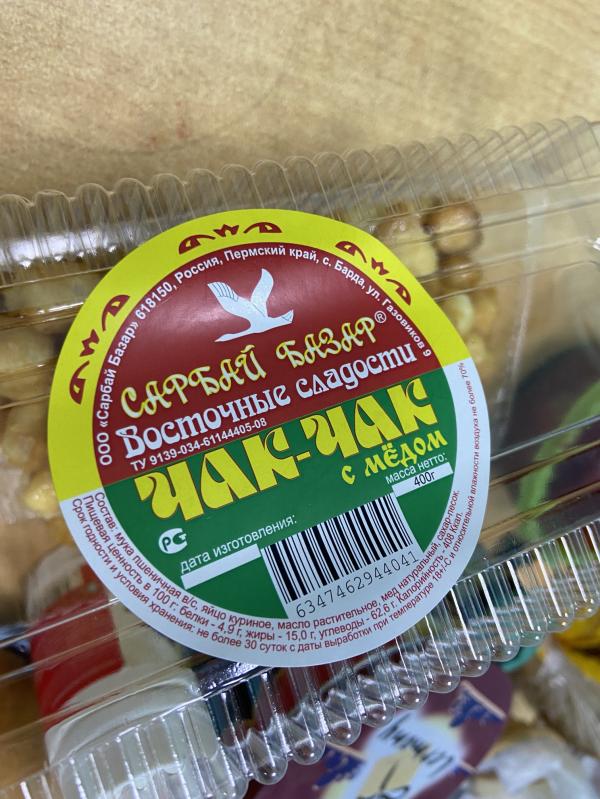 ООО «Сарбай Базар» 618150, Россия, Пермский край, с. Барда, ул. Газовиков 9
САРБАЙ БАЗАР®
Восточные сладости
ТУ 9139-034-61144405-08
ЧАК-ЧАК
с мёдом
масса нетто:
400г
РС
дата изготовления:
6347462944041
Состав: мука пшеничная в/с, яйцо куриное, масло растительное, мед натуральный, сахар-песок.
Пищевая ценность в 100 г: белки - 4,9 г, жиры - 15,0 г, углеводы - 62,6 г, Калорийность - 408 Ккал.
Срок годности и условия хранения: не более 30 суток с даты выработки при температуре 18+/-С и относительной влажности воздуха не более 70%